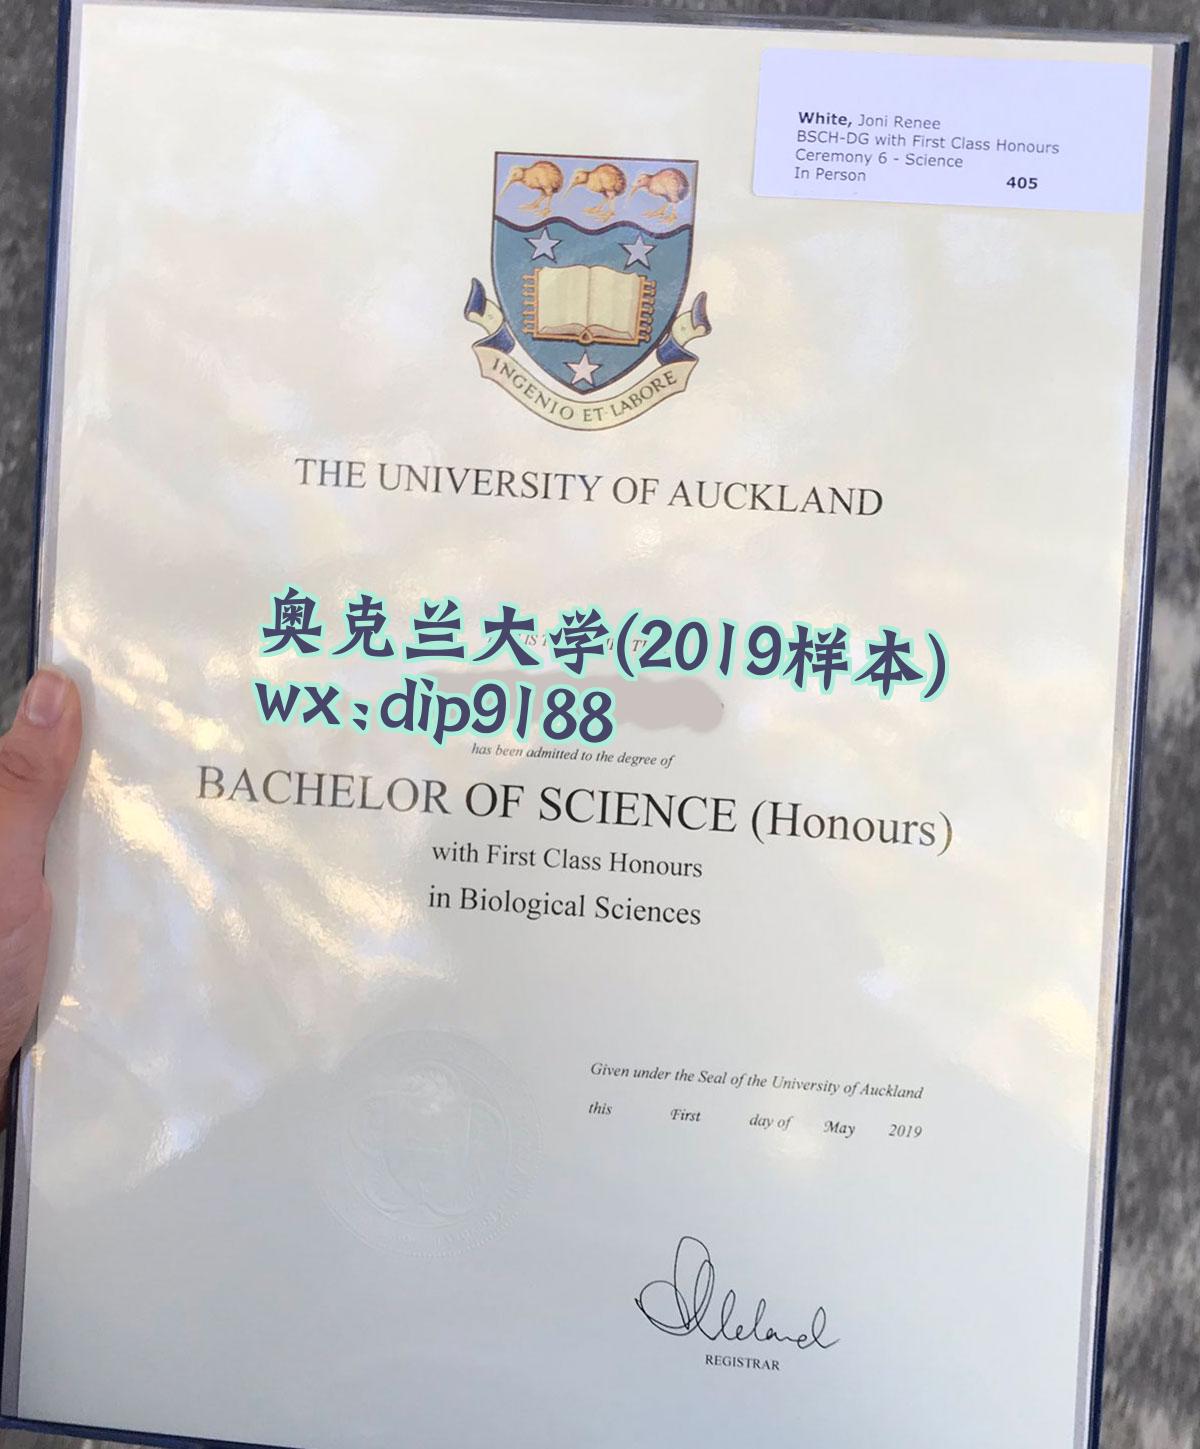 White, Joni Renee
BSCH-DG with First Class Honours
Ceremony 6 - Science
In Person 405
INGENIO ET LABORE
THE UNIVERSITY OF AUCKLAND
奥克兰大学(2019样本)
wx:dip9188
has been admitted to the degree of
BACHELOR OF SCIENCE (Honours)
with First Class Honours
in Biological Sciences
Given under the Seal of the University of Auckland
this First day of May 2019
REGISTRAR